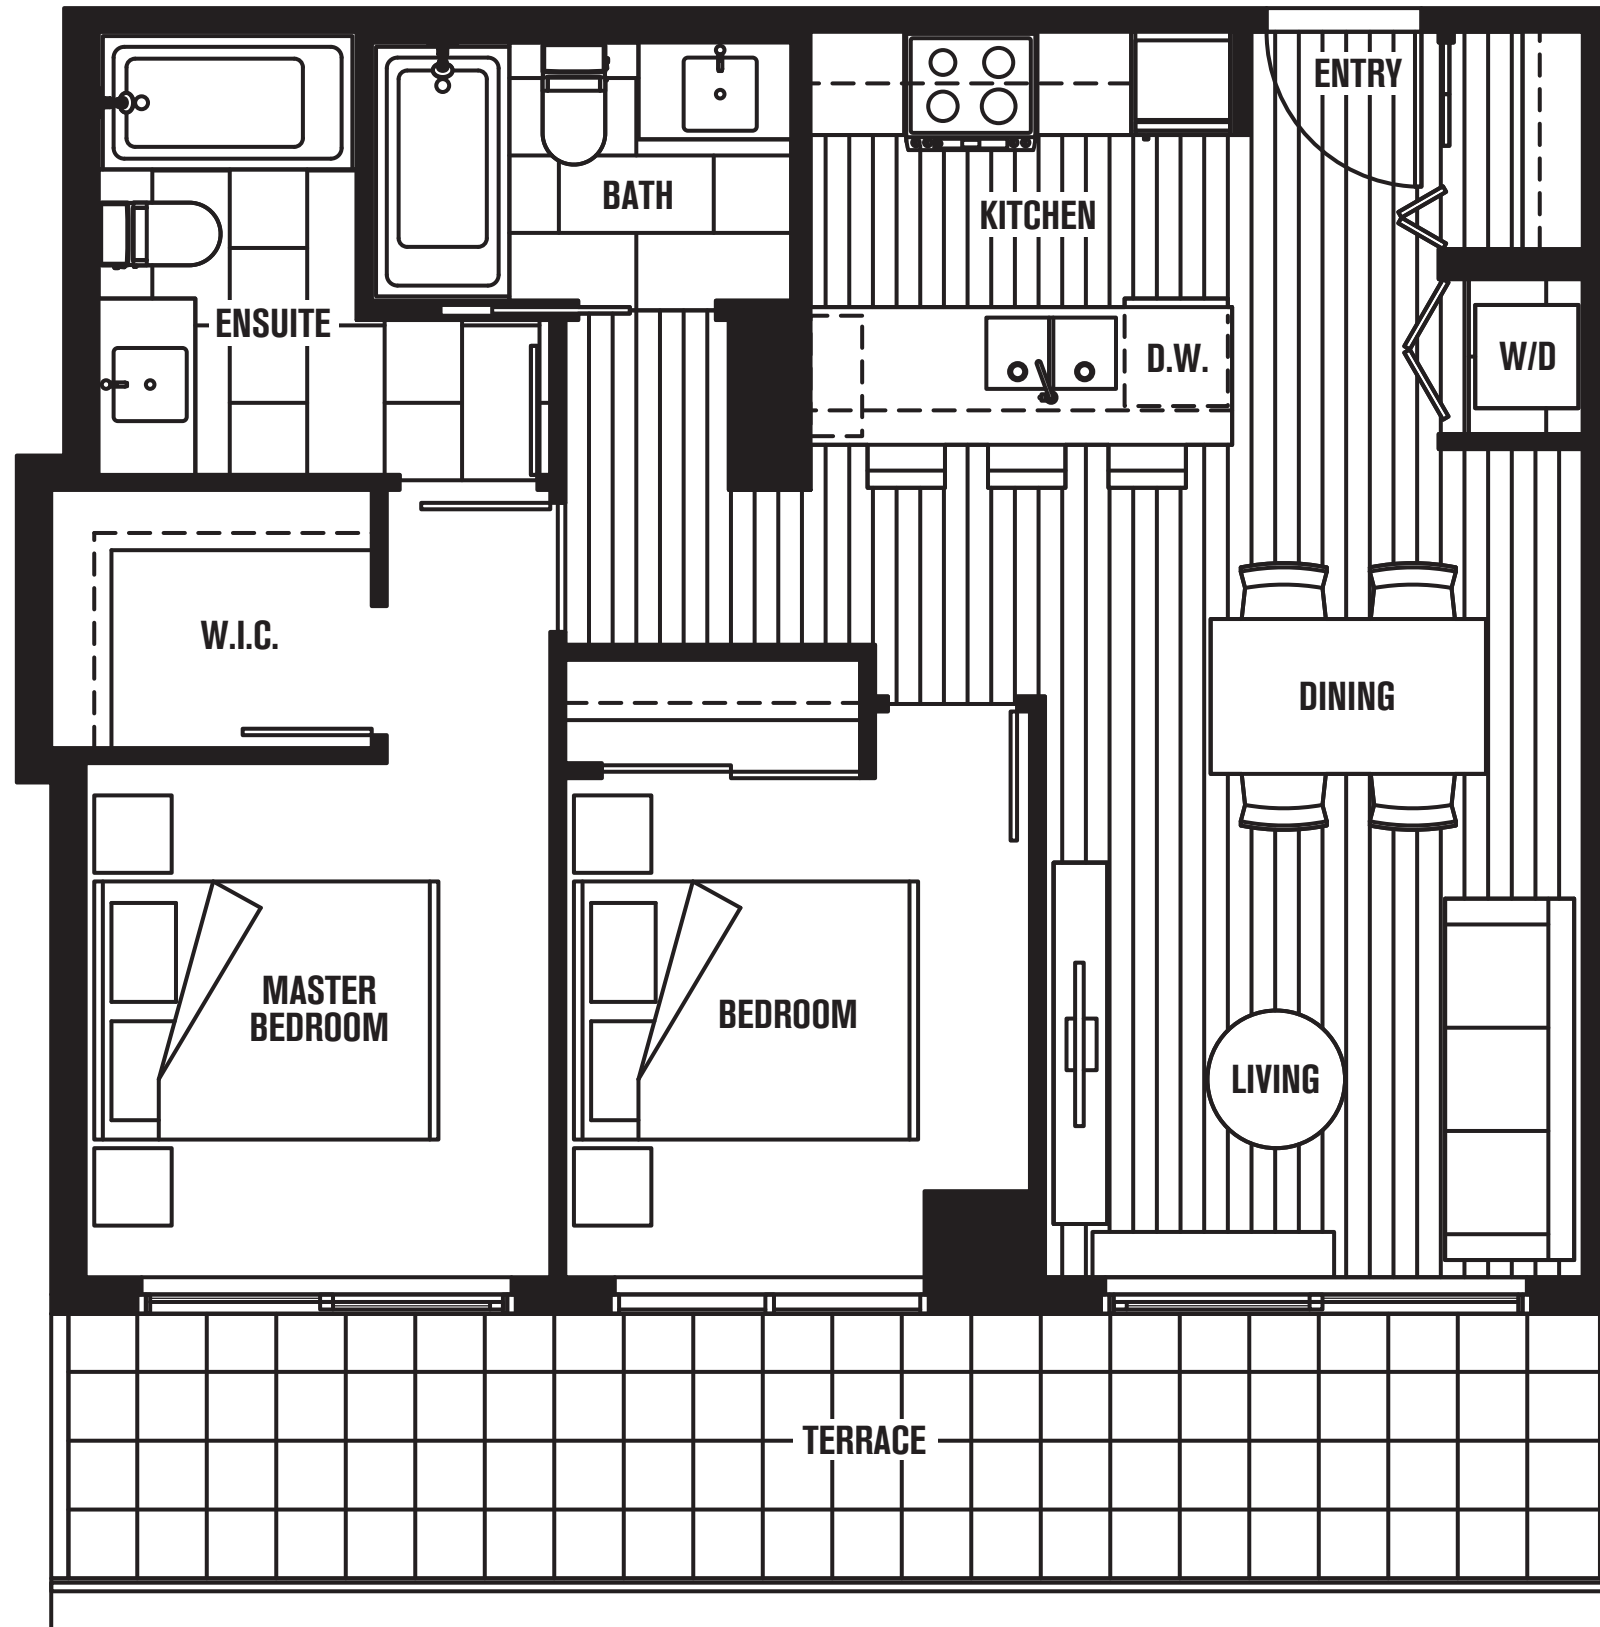 ENTRY
BATH
KITCHEN
ENSUITE
D.W.
W/D
W.I.C.
DINING
MASTER
BEDROOM
BEDROOM
LIVING
TERRACE